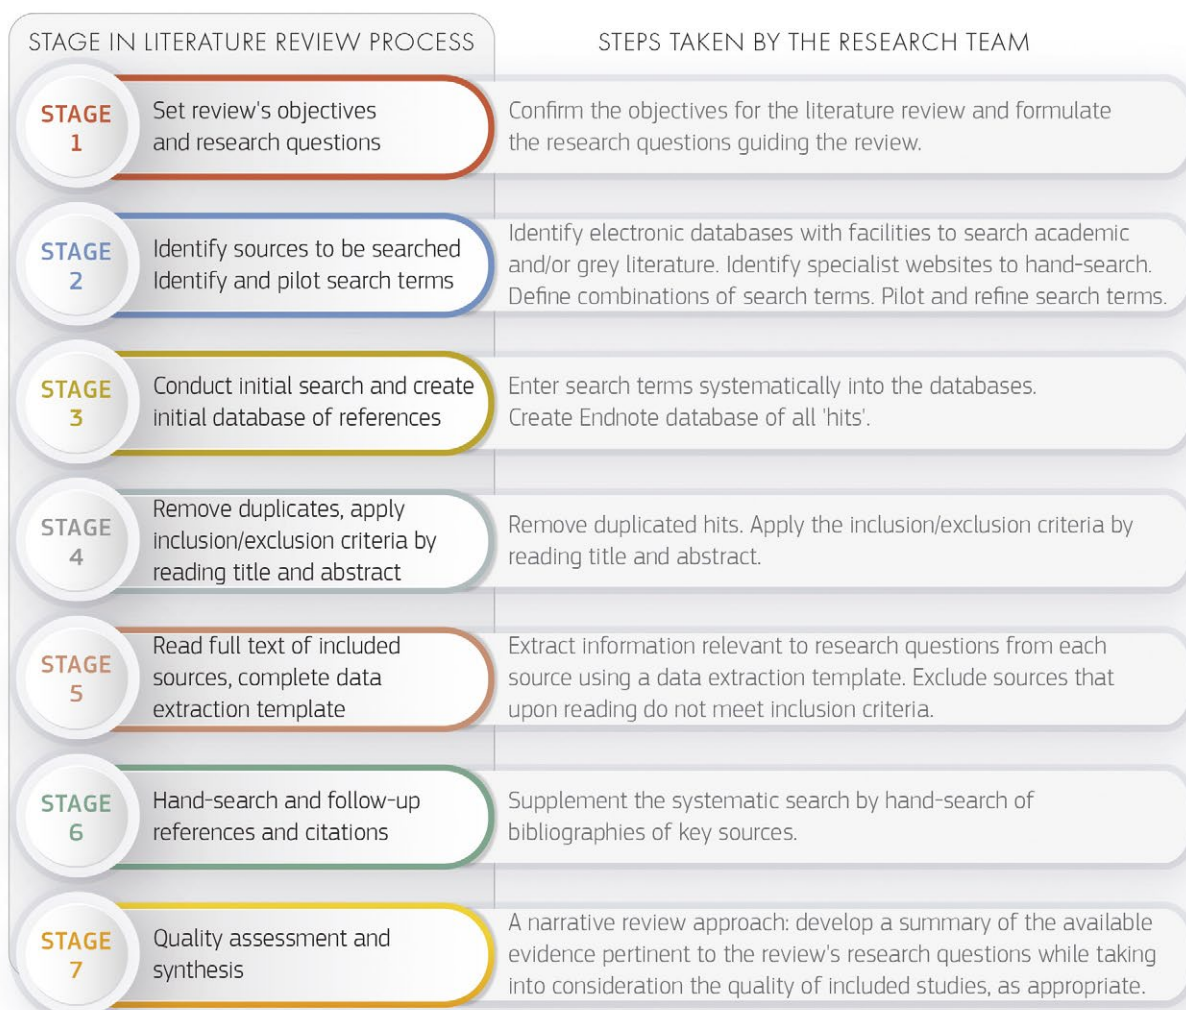 STAGE IN LITERATURE REVIEW PROCESS
STEPS TAKEN BY THE RESEARCH TEAM
STAGE
1
Set review's objectives
and research questions
Confirm the objectives for the literature review and formulate
the research questions guiding the review.
STAGE
2
Identify sources to be searched
Identify and pilot search terms
Identify electronic databases with facilities to search academic
and/or grey literature. Identify specialist websites to hand-search.
Define combinations of search terms. Pilot and refine search terms.
STAGE
3
Conduct initial search and create
initial database of references
Enter search terms systematically into the databases.
Create Endnote database of all 'hits'.
STAGE
4
Remove duplicates, apply
inclusion/exclusion criteria by
reading title and abstract
Remove duplicated hits. Apply the inclusion/exclusion criteria by
reading title and abstract.
STAGE
5
Read full text of included
sources, complete data
extraction template
Extract information relevant to research questions from each
source using a data extraction template. Exclude sources that
upon reading do not meet inclusion criteria.
STAGE
6
Hand-search and follow-up
references and citations
Supplement the systematic search by hand-search of
bibliographies of key sources.
STAGE
7
Quality assessment and
synthesis
A narrative review approach: develop a summary of the available
evidence pertinent to the review's research questions while taking
into consideration the quality of included studies, as appropriate.